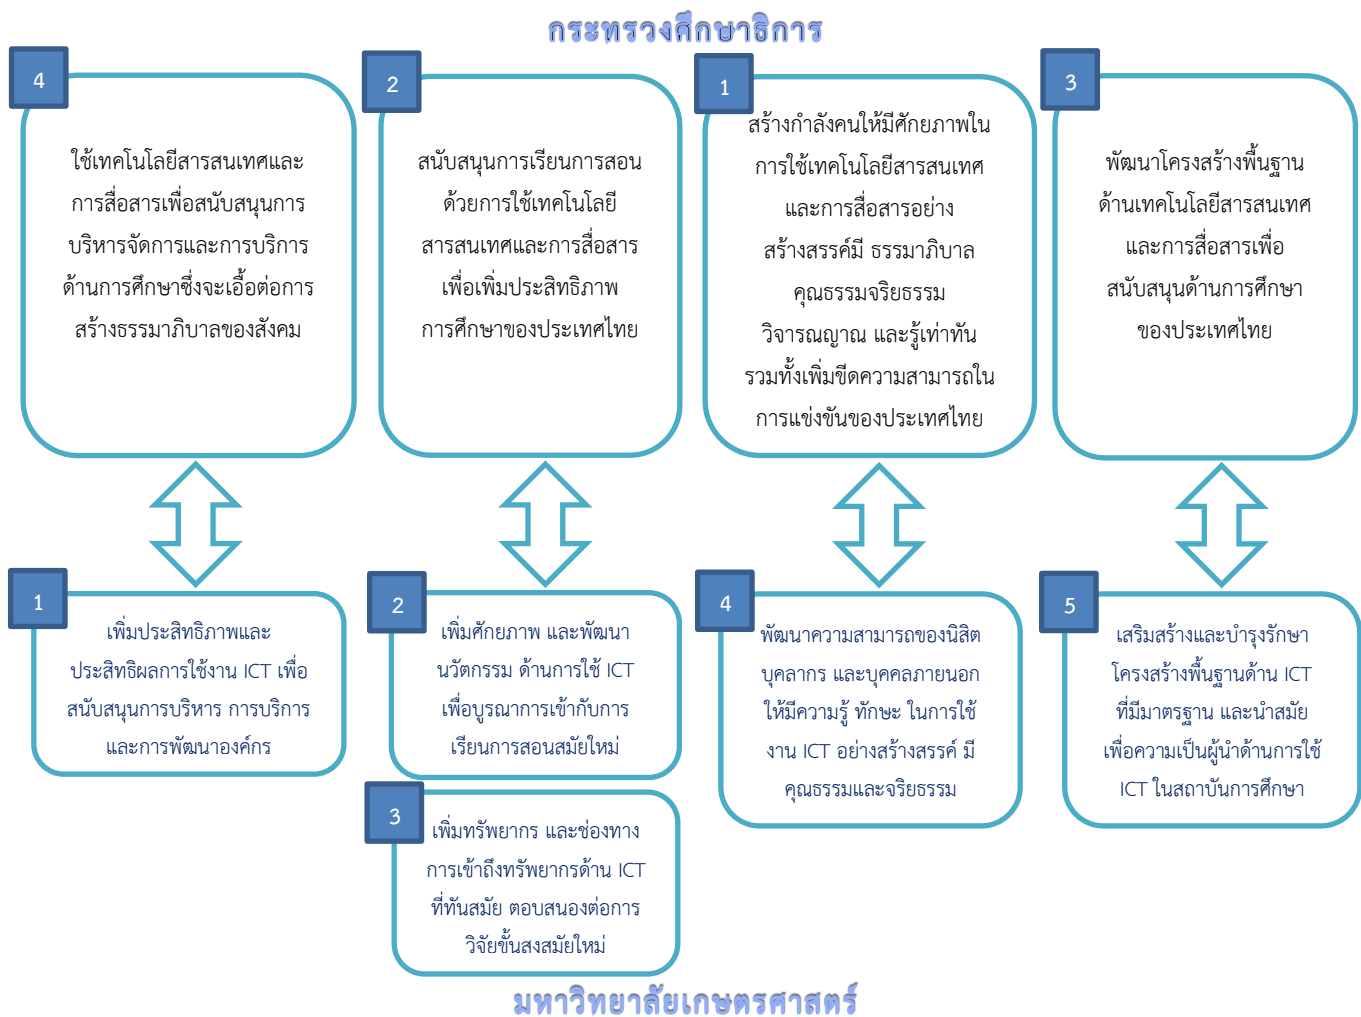 กระทรวงศึกษาธิการ
4
ใช้เทคโนโลยีสารสนเทศและ
การสื่อสารเพื่อสนับสนุนการ
บริหารจัดการและการบริการ
ด้านการศึกษาซึ่งจะเอื้อต่อการ
สร้างธรรมาภิบาลของสังคม
2
สนับสนุนการเรียนการสอน
ด้วยการใช้เทคโนโลยี
สารสนเทศและการสื่อสาร
เพื่อเพิ่มประสิทธิภาพ
การศึกษาของประเทศไทย
1
สร้างกำลังคนให้มีศักยภาพใน
การใช้เทคโนโลยีสารสนเทศ
และการสื่อสารอย่าง
สร้างสรรค์มี ธรรมาภิบาล
คุณธรรมจริยธรรม
วิจารณญาณ และรู้เท่าทัน
รวมทั้งเพิ่มขีดความสามารถใน
การแข่งขันของประเทศไทย
3
พัฒนาโครงสร้างพื้นฐาน
ด้านเทคโนโลยีสารสนเทศ
และการสื่อสารเพื่อ
สนับสนุนด้านการศึกษา
ของประเทศไทย
1
เพิ่มประสิทธิภาพและ
ประสิทธิผลการใช้งาน ICT เพื่อ
สนับสนุนการบริหาร การบริการ
และการพัฒนาองค์กร
2
เพิ่มศักยภาพ และพัฒนา
นวัตกรรม ด้านการใช้ ICT
เพื่อบูรณาการเข้ากับการ
เรียนการสอนสมัยใหม่
3
เพิ่มทรัพยากร และช่องทาง
การเข้าถึงทรัพยากรด้าน ICT
ที่ทันสมัย ตอบสนองต่อการ
วิจัยขั้นสงสมัยใหม่
4
พัฒนาความสามารถของนิสิต
บุคลากร และบุคคลภายนอก
ให้มีความรู้ ทักษะ ในการใช้
งาน ICT อย่างสร้างสรรค์ มี
คุณธรรมและจริยธรรม
5
เสริมสร้างและบำรุงรักษา
โครงสร้างพื้นฐานด้าน ICT
ที่มีมาตรฐาน และนำสมัย
เพื่อความเป็นผู้นำด้านการใช้
ICT ในสถาบันการศึกษา
มหาวิทยาลัยเกษตรศาสตร์